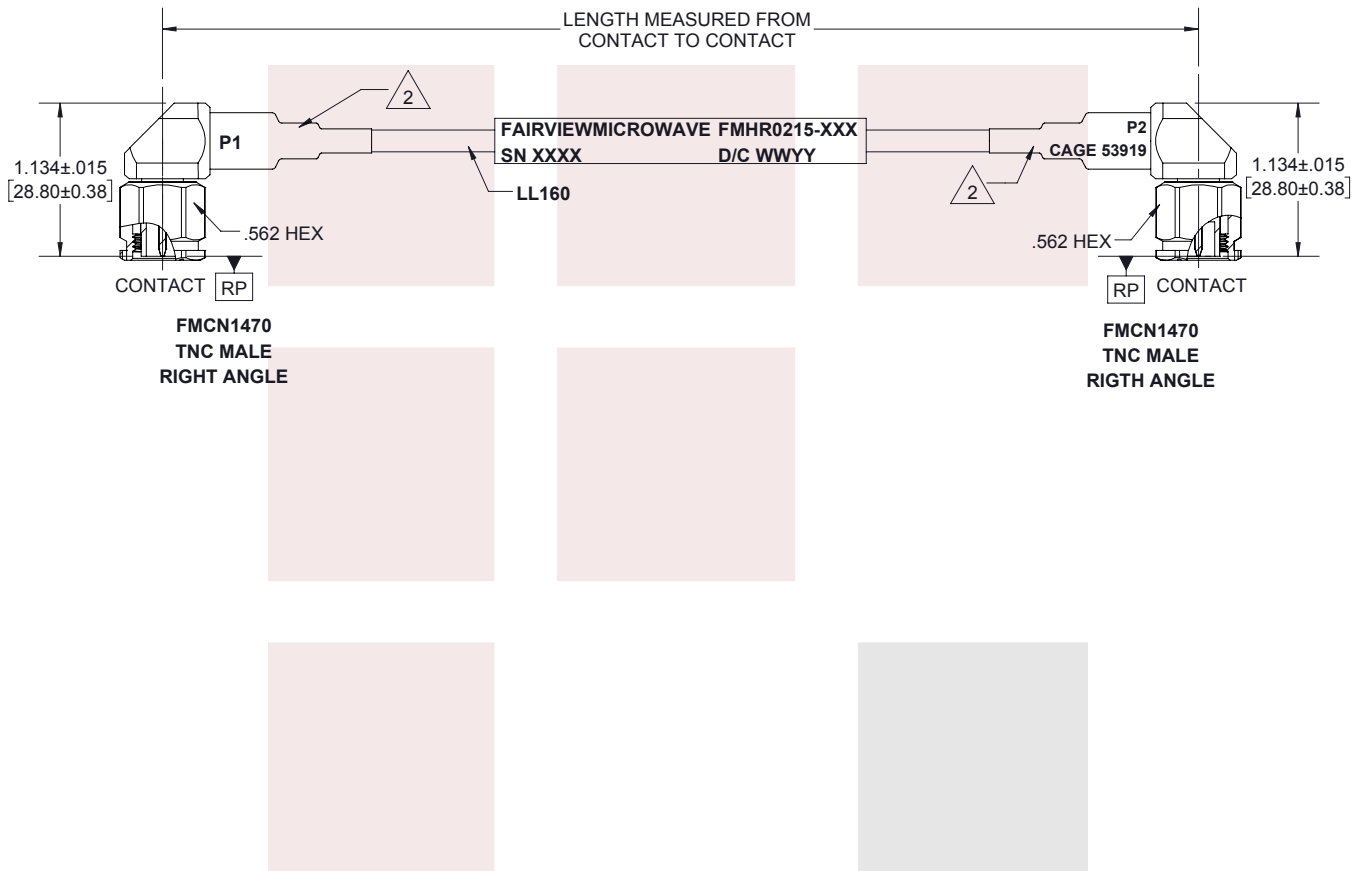 LENGTH MEASURED FROM
CONTACT TO CONTACT
2
1.134±.015
[28.80±0.38]
P1
FAIRVIEWMICROWAVE FMHR0215-XXX
SN XXXX D/C WWYY
P2
CAGE 53919
1.134±.015
[28.80±0.38]
LL160
2
.562 HEX
.562 HEX
CONTACT RP
RP CONTACT
FMCN1470
TNC MALE
RIGHT ANGLE
FMCN1470
TNC MALE
RIGTH ANGLE